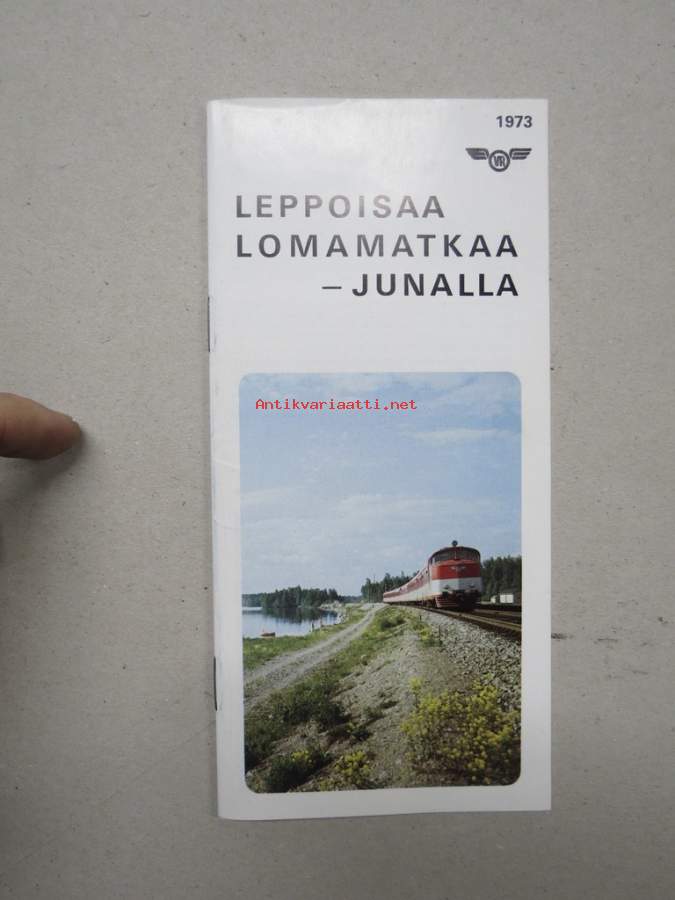 1973
VR
LEPPOISAA
LOMAMATKAA
– JUNALLA
Antikvariaatti.net